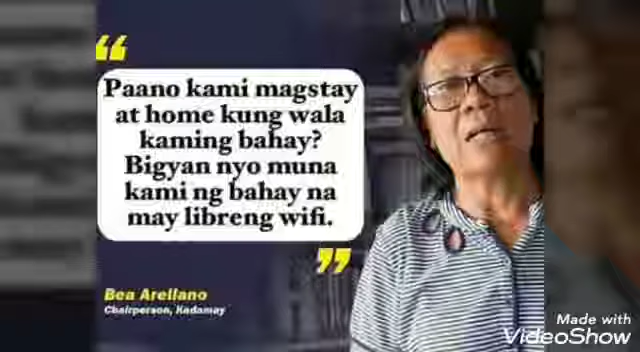 “
Paano kami magstay
at home kung wala
kaming bahay?
Bigyan nyo muna
kami ng bahay na
may libreng wifi.
”
Bea Arellano
Chairperson, Kadamay
Made with
VideoShow